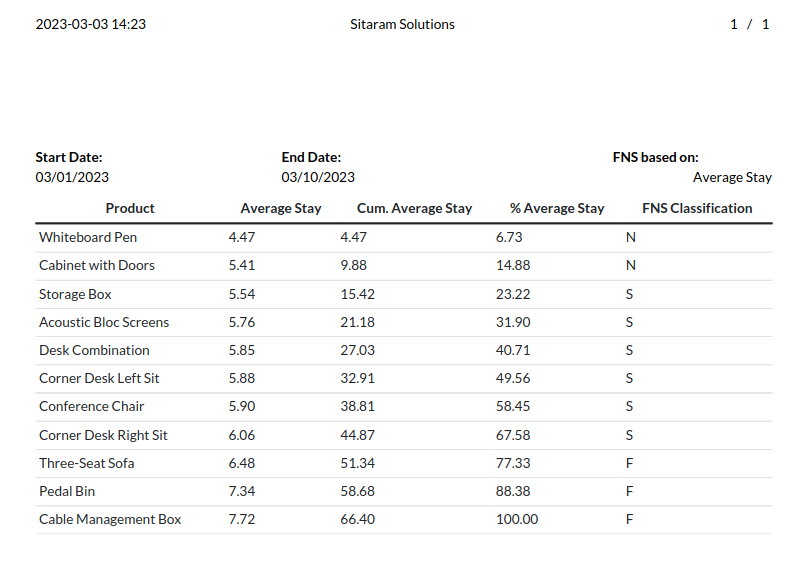 2023-03-03 14:23 Sitaram Solutions 1 / 1
Start Date: End Date: FNS based on:
03/01/2023 03/10/2023 Average Stay
Product Average Stay Cum. Average Stay % Average Stay FNS Classification
Whiteboard Pen 4.47 4.47 6.73 N
Cabinet with Doors 5.41 9.88 14.88 N
Storage Box 5.54 15.42 23.22 S
Acoustic Bloc Screens 5.76 21.18 31.90 S
Desk Combination 5.85 27.03 40.71 S
Corner Desk Left Sit 5.88 32.91 49.56 S
Conference Chair 5.90 38.81 58.45 S
Corner Desk Right Sit 6.06 44.87 67.58 S
Three-Seat Sofa 6.48 51.34 77.33 F
Pedal Bin 7.34 58.68 88.38 F
Cable Management Box 7.72 66.40 100.00 F